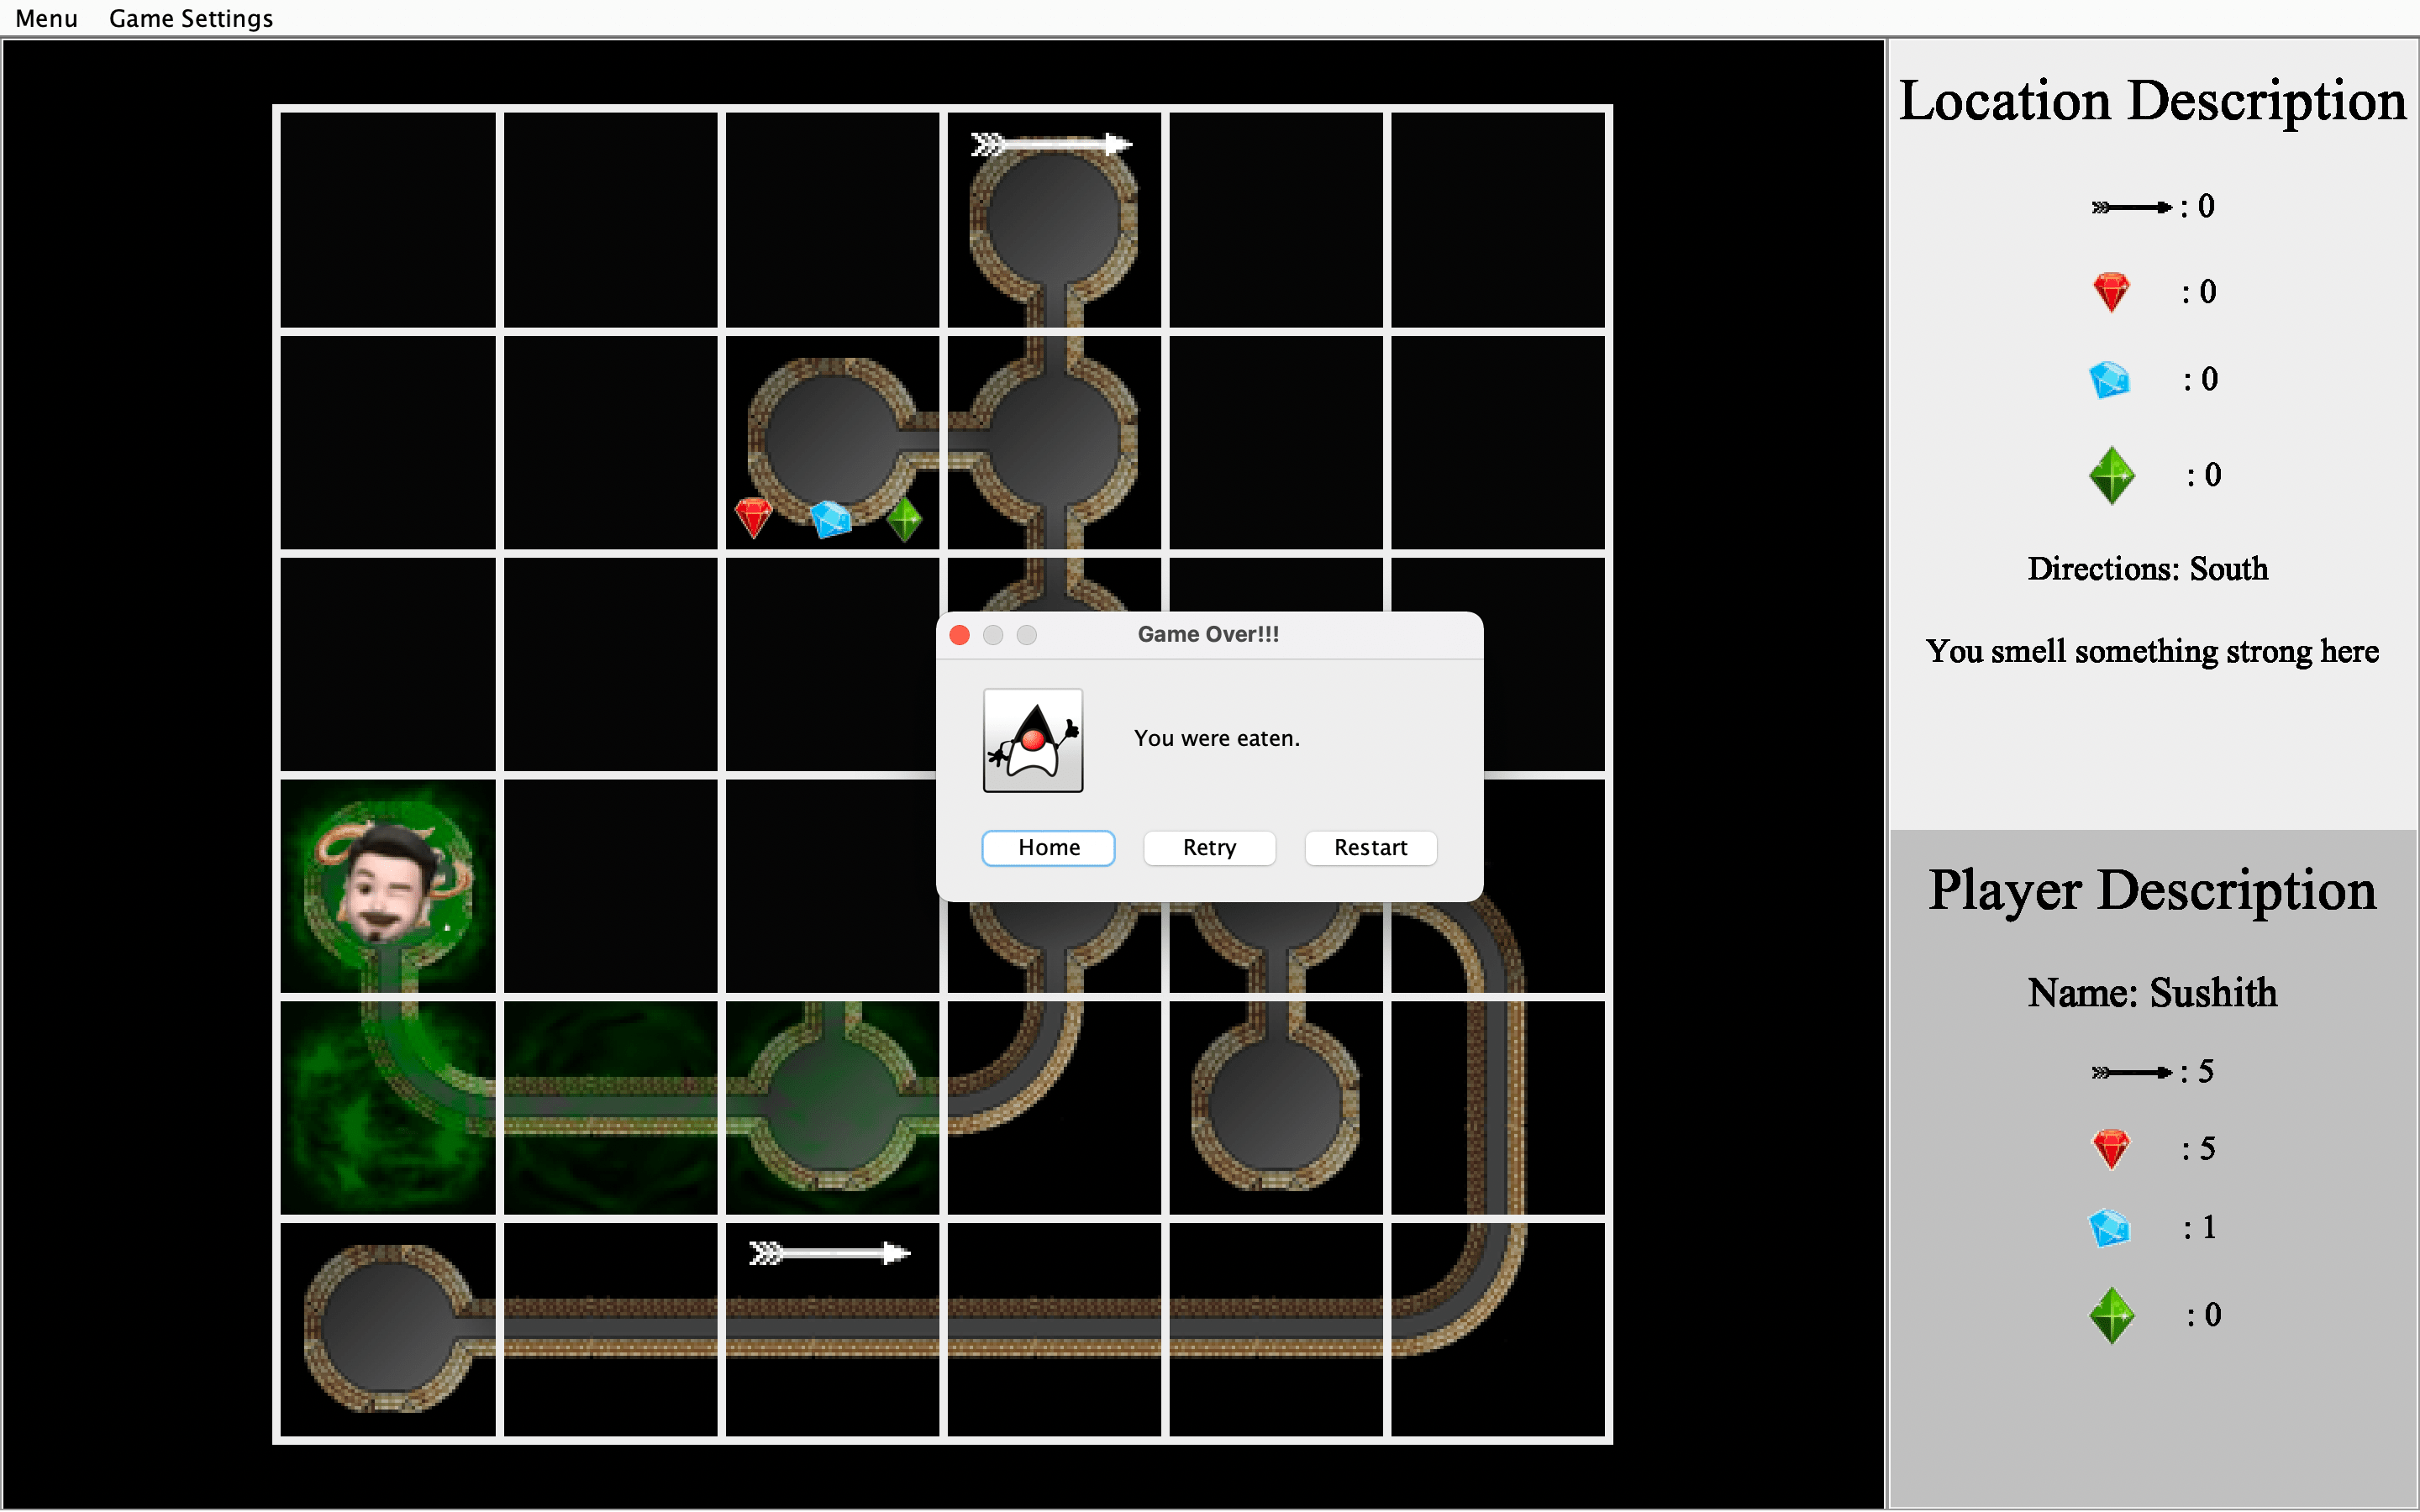 Menu Game Settings
Location Description
: 0
: 0
: 0
: 0
Directions: South
You smell something strong here
Game Over!!!
You were eaten.
Home Retry Restart
Player Description
Name: Sushith
: 5
: 5
: 1
: 0